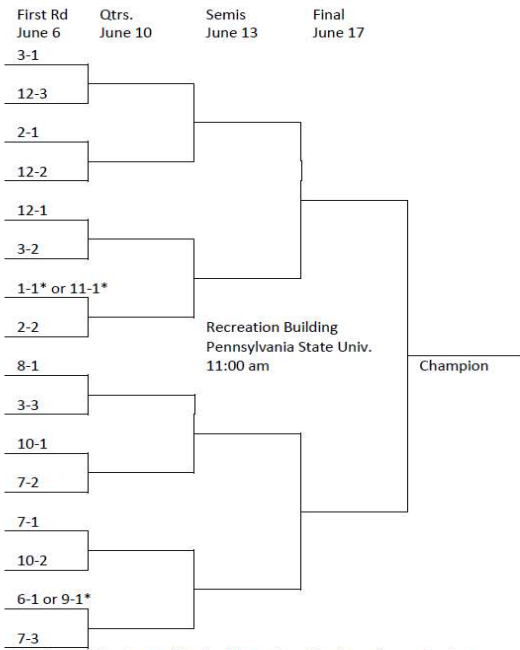 First Rd Qtrs. Semis Final
June 6 June 10 June 13 June 17
3-1
12-3
2-1
12-2
12-1
3-2
1-1* or 11-1*
2-2
Recreation Building
Pennsylvania State Univ.
11:00 am
8-1
Champion
3-3
10-1
7-2
7-1
10-2
6-1 or 9-1*
7-3